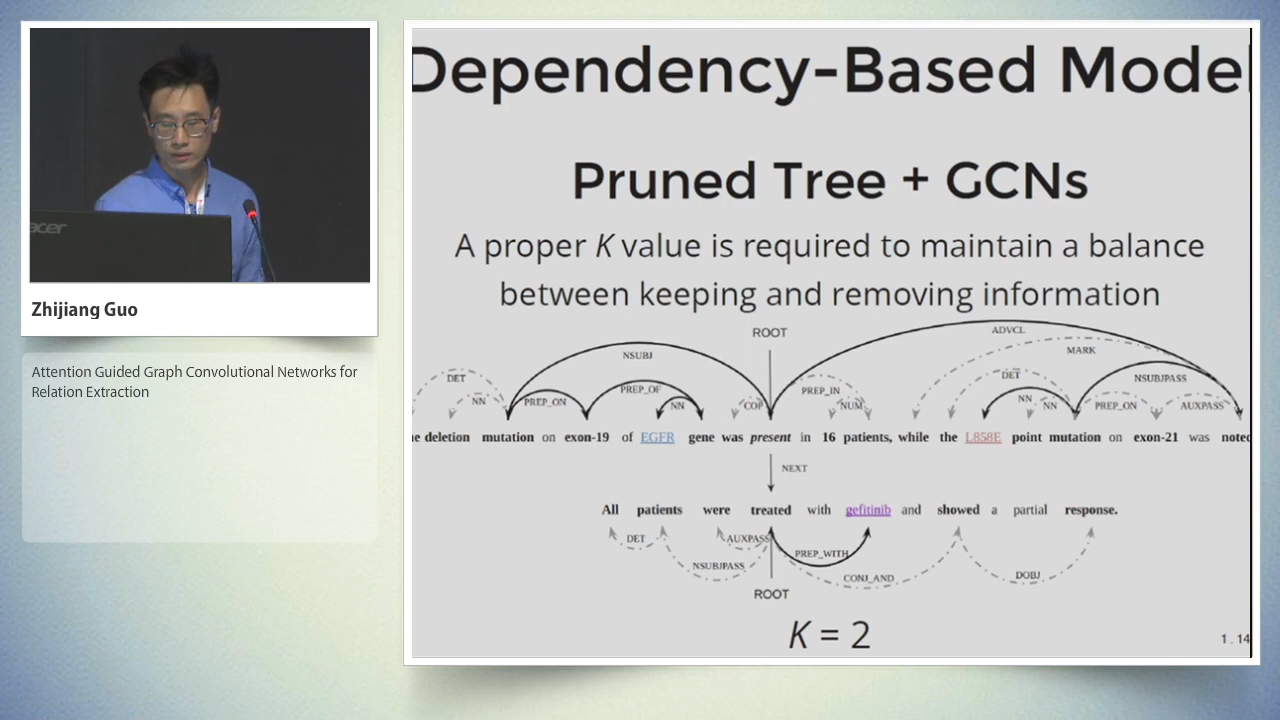 acer
Zhijiang Guo
Attention Guided Graph Convolutional Networks for
Relation Extraction
Dependency-Based Model
Pruned Tree + GCNs
A proper K value is required to maintain a balance
between keeping and removing information
ROOT
ADVCL
NSUBJ
MARK
DET
DET
NSUBJPASS
PREP_OF
PREP_IN
NN
PREP_ON
NN
COP
NUM
NN
NN
PREP_ON
AUXPASS
e deletion mutation on exon-19 of EGFR gene was present in 16 patients, while the L858E point mutation on exon-21 was noted
NEXT
All patients were treated with gefitinib and showed a partial response.
DET
AUXPASS
PREP_WITH
NSUBJPASS
CONJ_AND
DOBJ
ROOT
K = 2
1 . 14